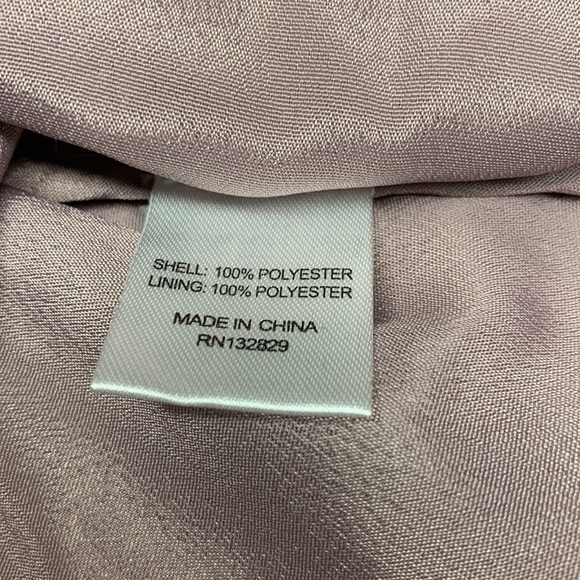 SHELL: 100% POLYESTER
LINING: 100% POLYESTER
MADE IN CHINA
RN132829